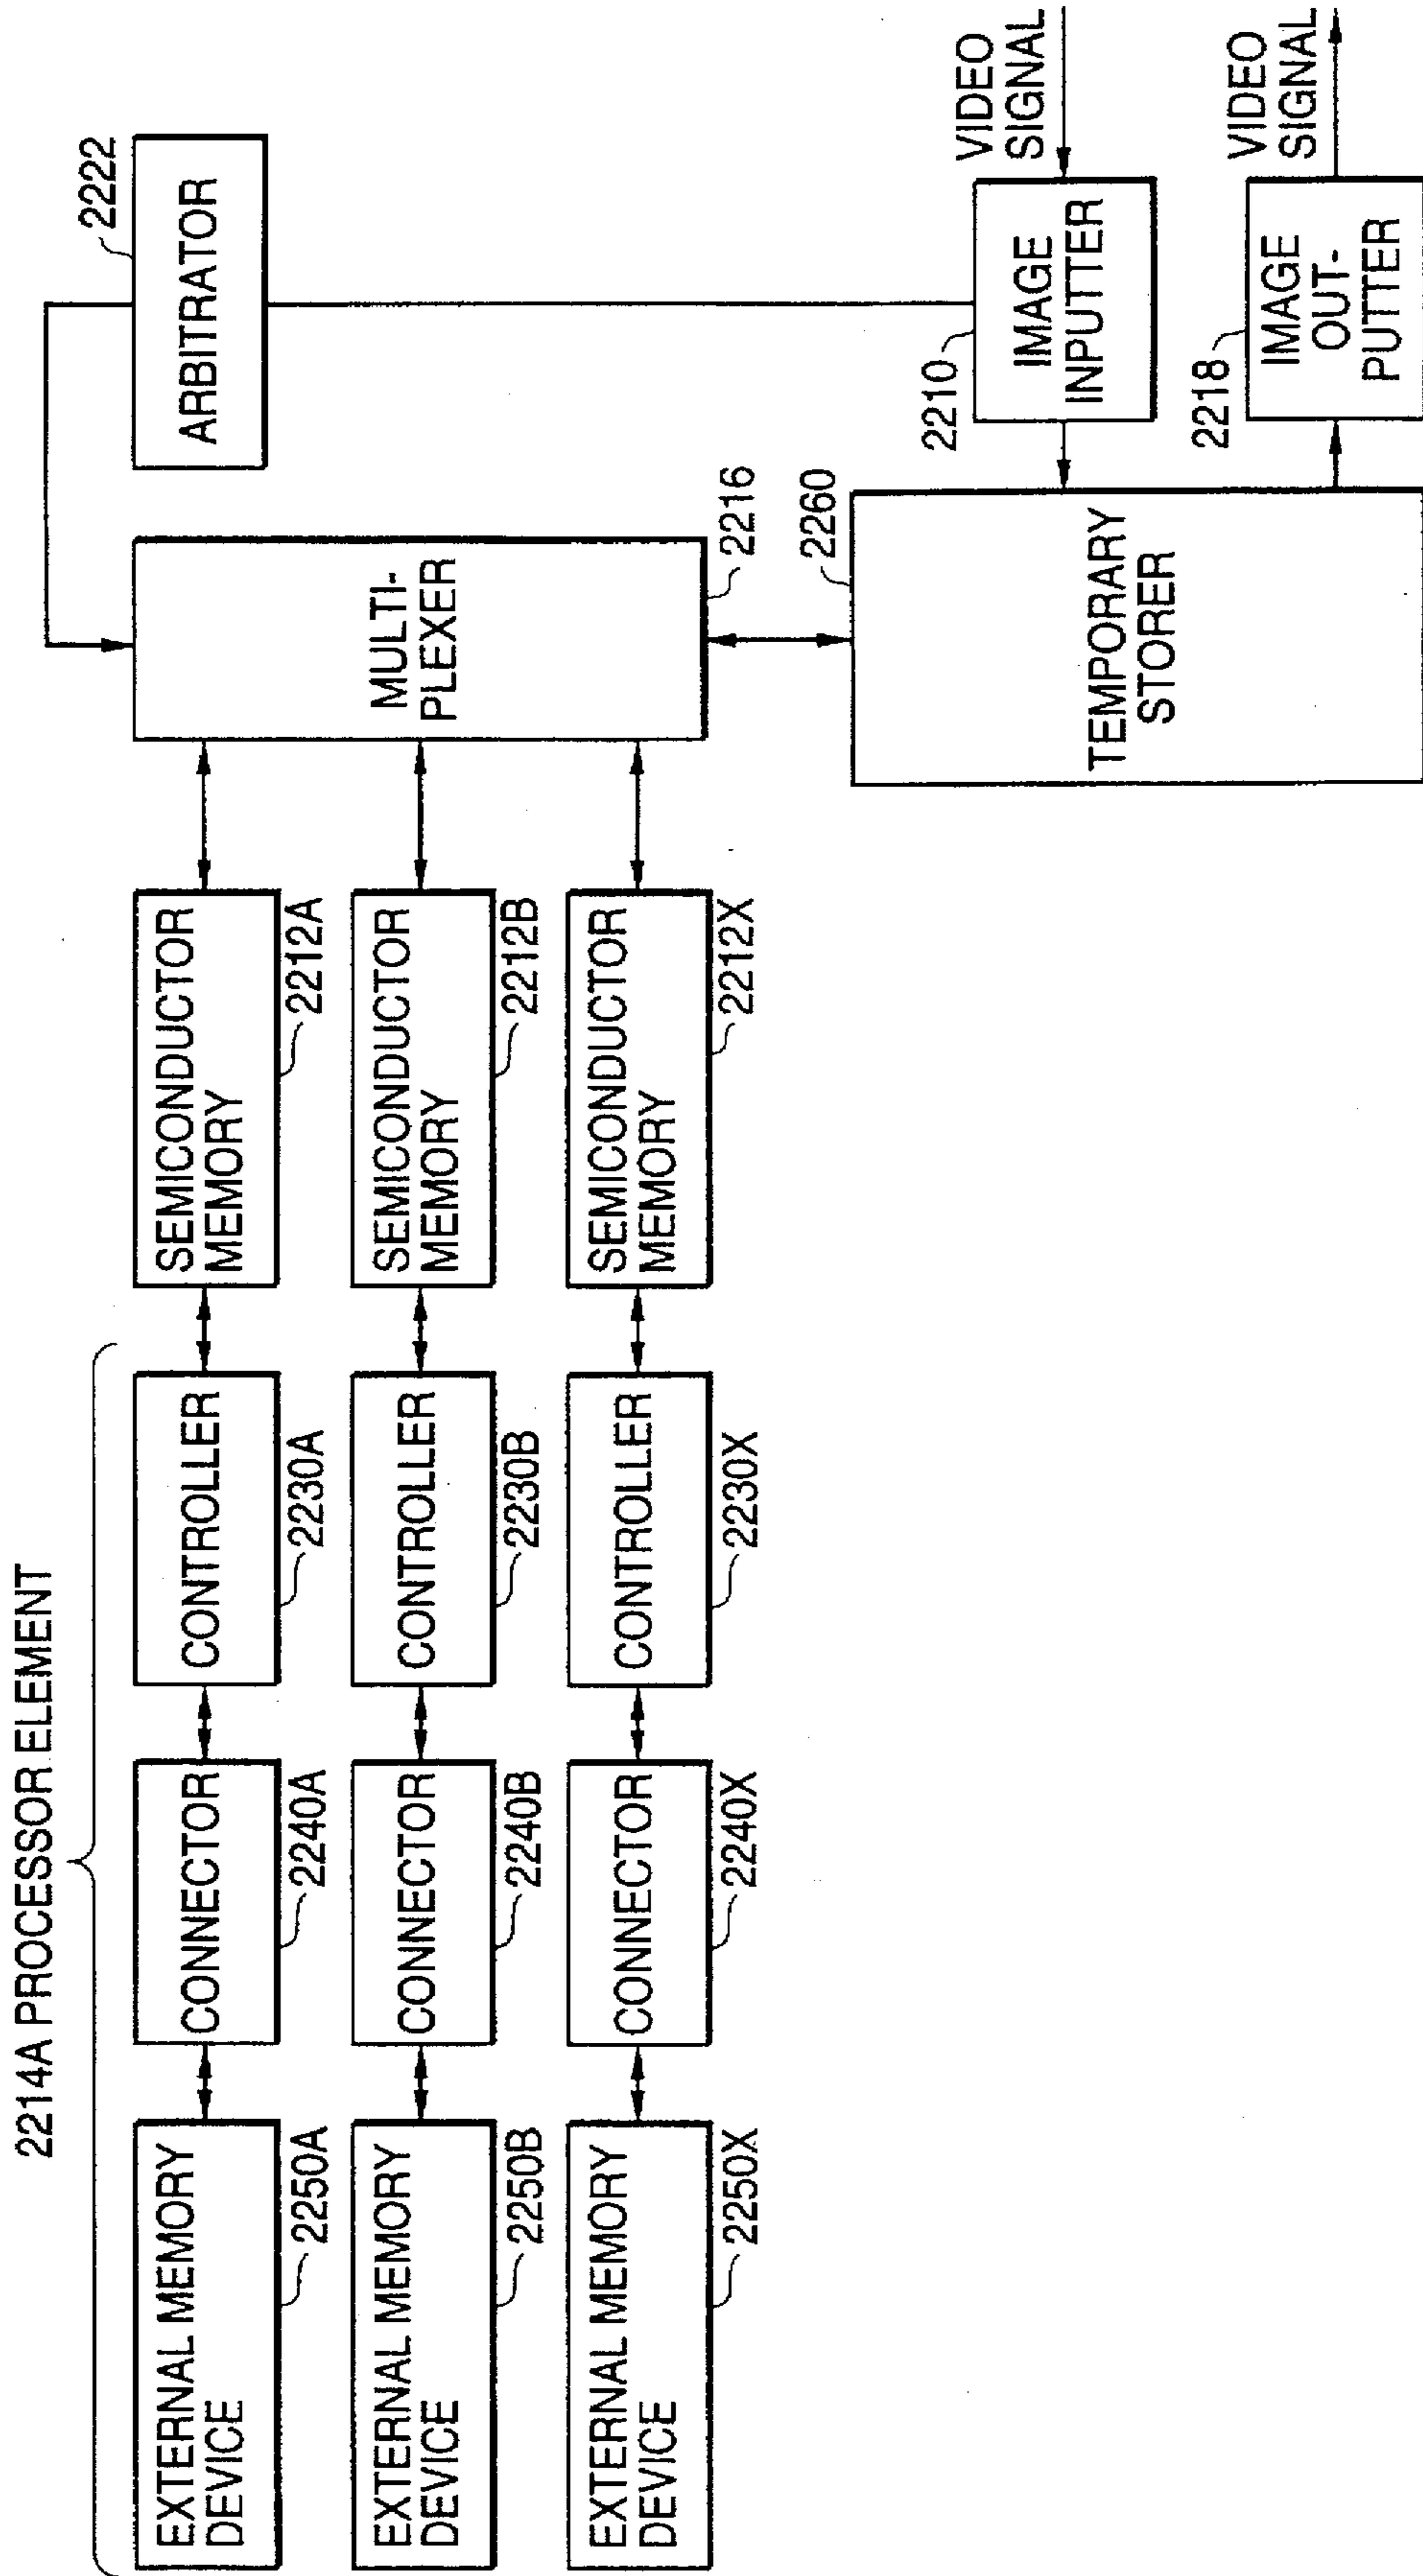 2214A PROCESSOR ELEMENT
EXTERNAL MEMORY
DEVICE
2250A
CONNECTOR
2240A
CONTROLLER
2230A
SEMICONDUCTOR
MEMORY
2212A
MULTI-
PLEXER
2216
ARBITRATOR
2222
EXTERNAL MEMORY
DEVICE
2250B
CONNECTOR
2240B
CONTROLLER
2230B
SEMICONDUCTOR
MEMORY
2212B
EXTERNAL MEMORY
DEVICE
2250X
CONNECTOR
2240X
CONTROLLER
2230X
SEMICONDUCTOR
MEMORY
2212X
2260
TEMPORARY
STORER
2210
IMAGE
INPUTTER
VIDEO
SIGNAL
2218
IMAGE
OUT-
PUTTER
VIDEO
SIGNAL